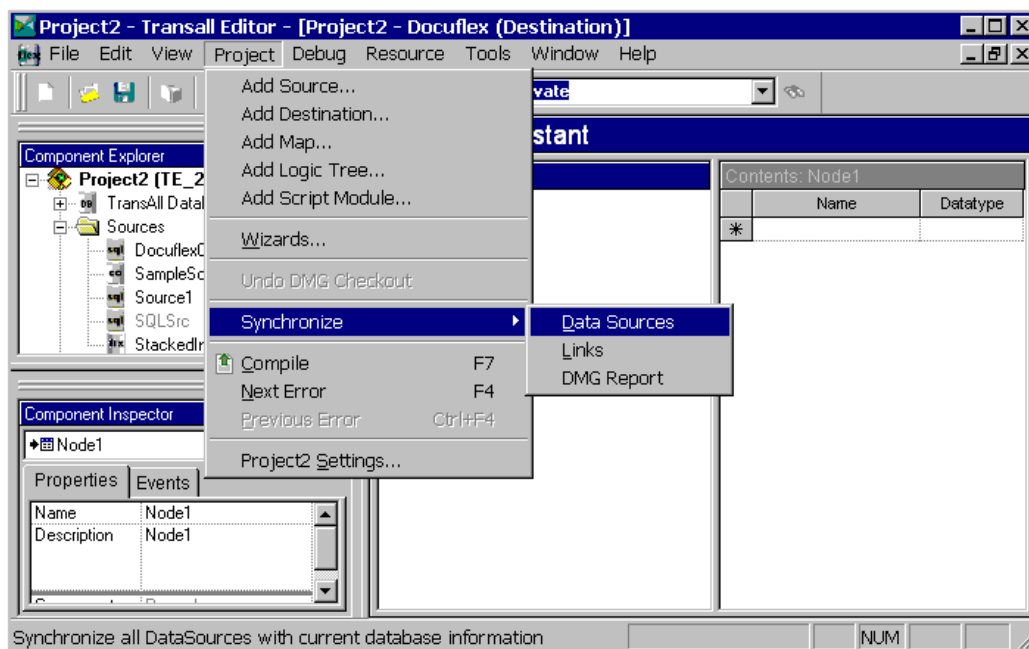 Project2 - Transall Editor - [Project2 - Docuflex (Destination)]
File Edit View Project Debug Resource Tools Window Help
vate
stant
Component Explorer
Project2 (TE_2
TransAll Datal
Sources
DocuflexC
SampleSc
Source1
SQLSrc
StackedIr
Add Source...
Add Destination...
Add Map...
Add Logic Tree...
Add Script Module...
Wizards...
Undo DMG Checkout
Synchronize
Compile F7
Next Error F4
Previous Error Ctrl+F4
Project2 Settings...
Data Sources
Links
DMG Report
Contents: Node1
Name Datatype
Component Inspector
Node1
Properties Events
Name Node1
Description Node1
Synchronize all DataSources with current database information NUM